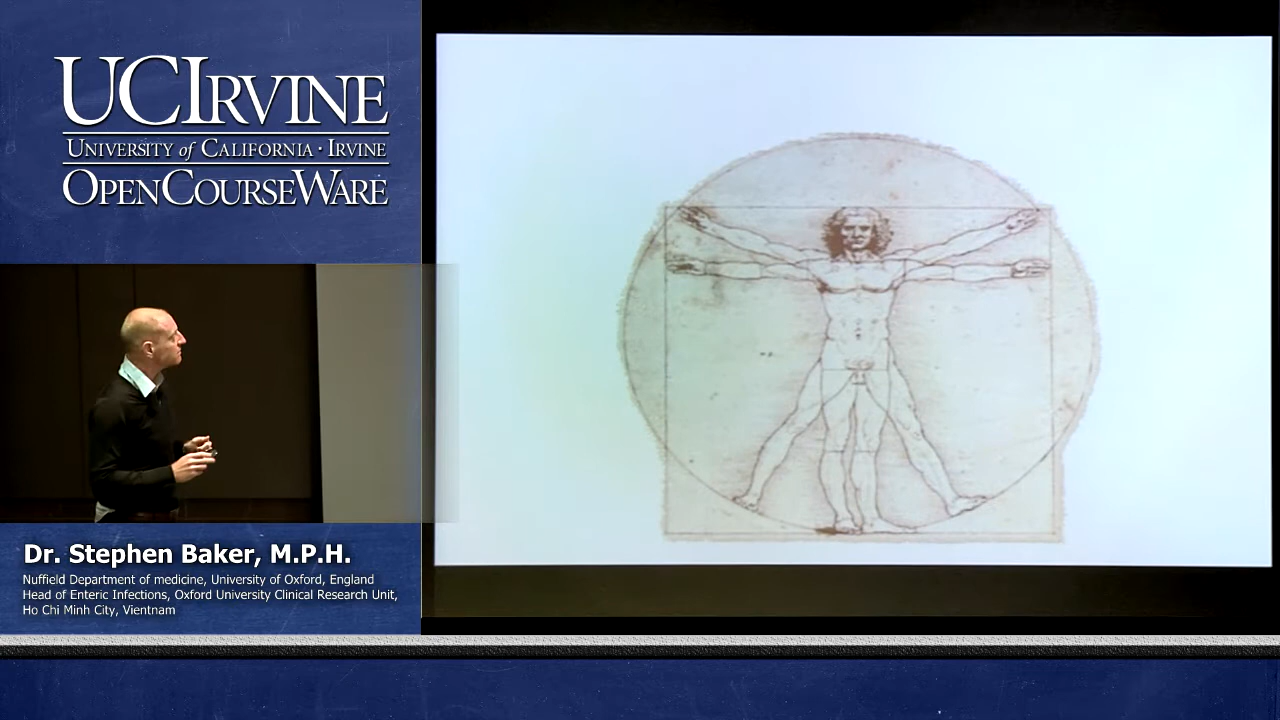 UCIRVINE
UNIVERSITY of CALIFORNIA · IRVINE
OPENCOURSEWARE
Dr. Stephen Baker, M.P.H.
Nuffield Department of medicine, University of Oxford, England
Head of Enteric Infections, Oxford University Clinical Research Unit,
Ho Chi Minh City, Vientnam